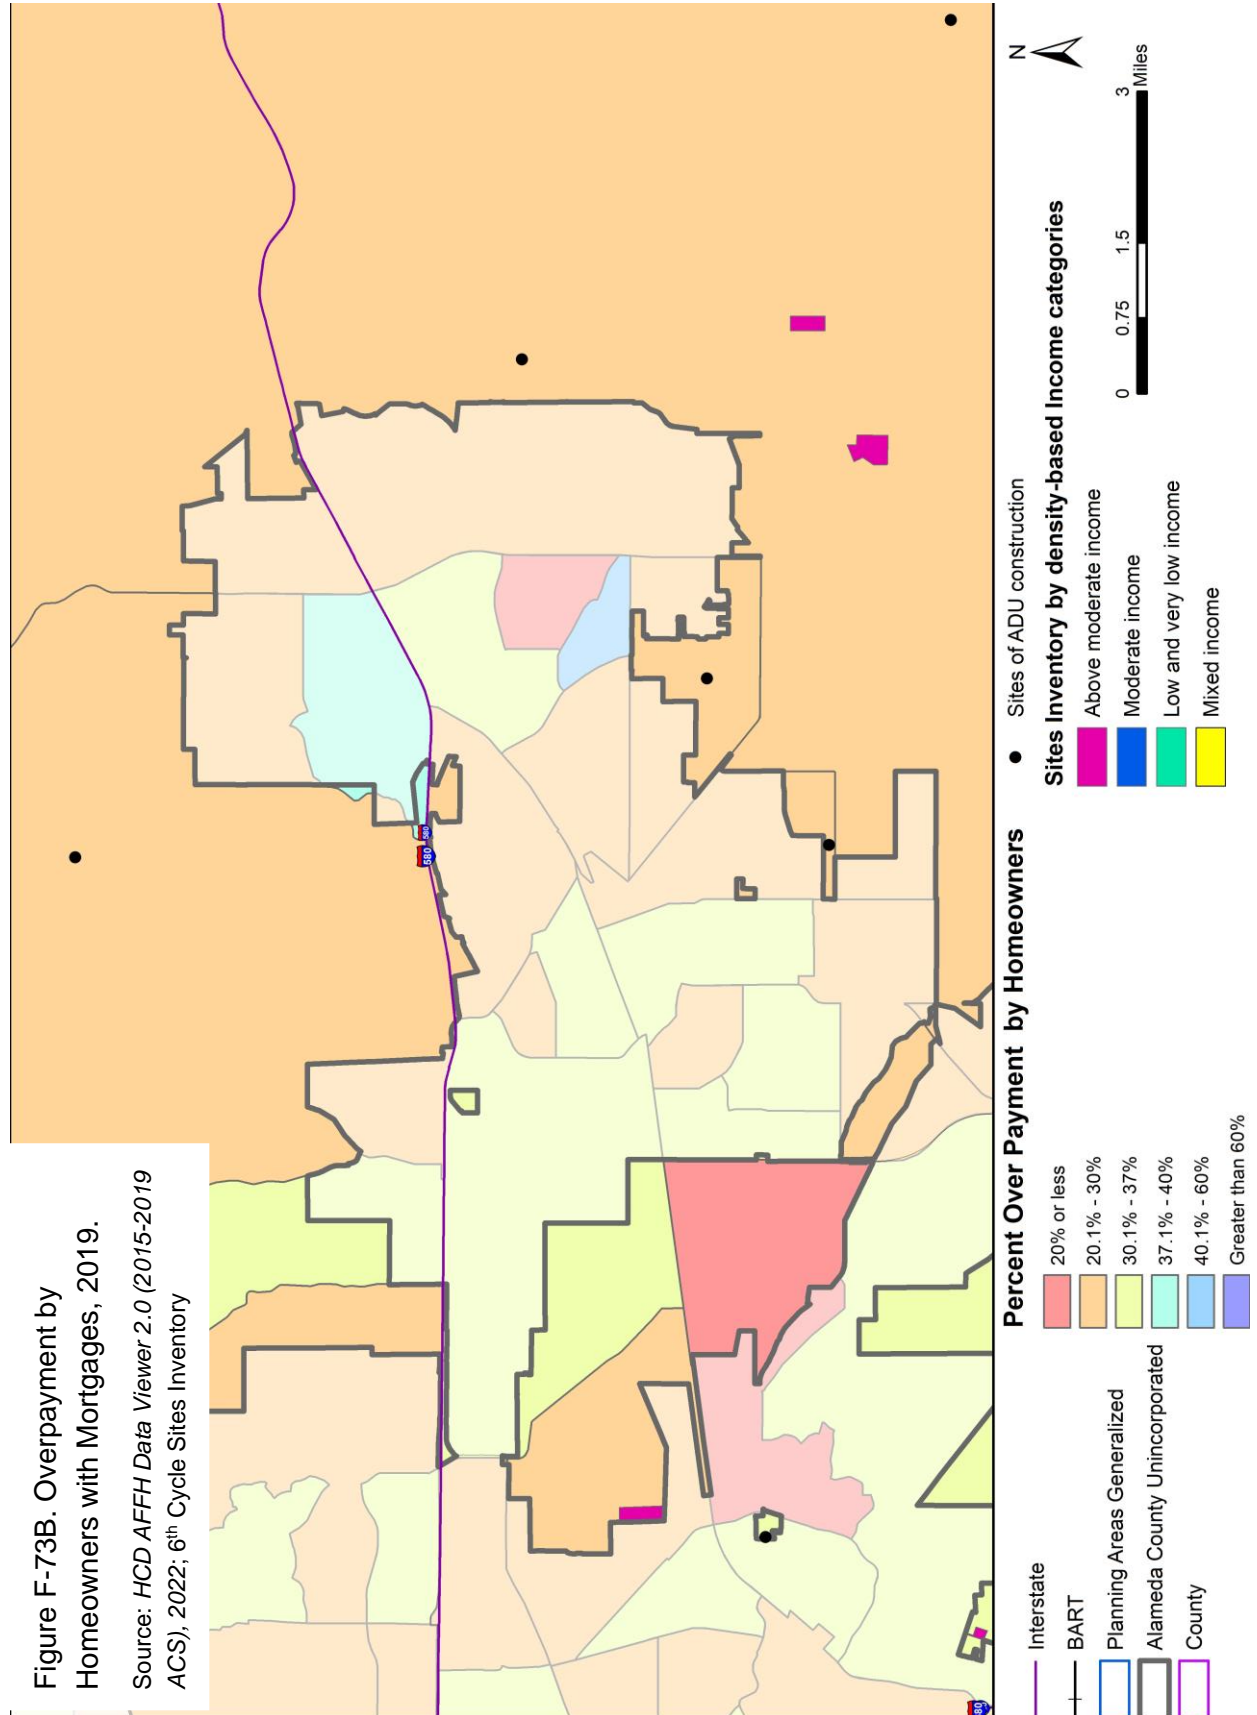 Figure F-73B. Overpayment by
Homeowners with Mortgages, 2019.
Source: HCD AFFH Data Viewer 2.0 (2015-2019
ACS), 2022; 6th Cycle Sites Inventory
580
580
Interstate
BART
Planning Areas Generalized
Alameda County Unincorporated
County
Percent Over Payment by Homeowners
20% or less
20.1% - 30%
30.1% - 37%
37.1% - 40%
40.1% - 60%
Greater than 60%
Sites of ADU construction
Sites Inventory by density-based Income categories
Above moderate income
Moderate income
Low and very low income
Mixed income
N
0 0.75 1.5 3
Miles